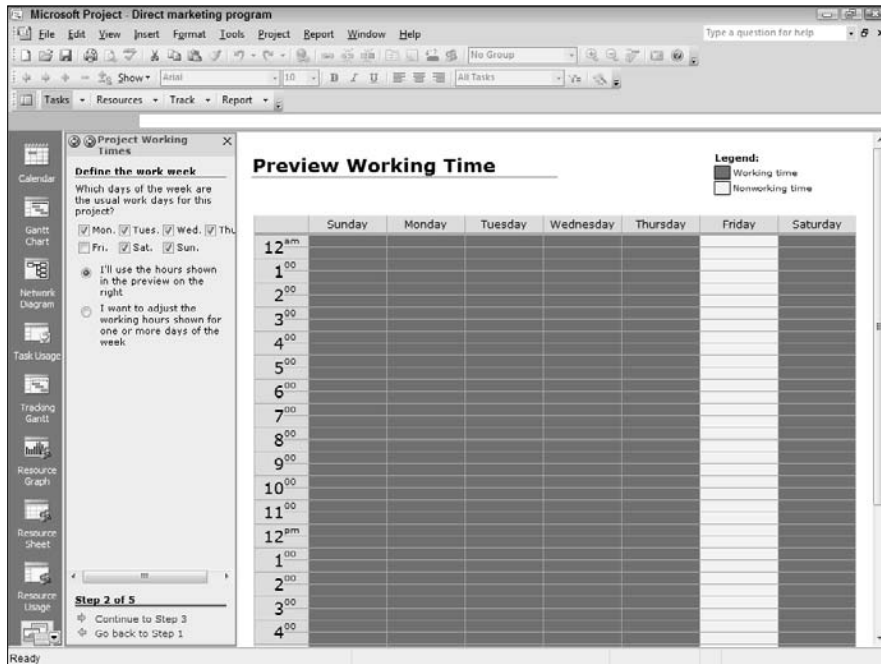 Microsoft Project - Direct marketing program
File Edit View Insert Format Tools Project Report Window Help
Type a question for help
No Group
Show
Arial
10
B I U
All Tasks
Tasks Resources Track Report
Calendar
Gantt
Chart
Network
Diagram
Task Usage
Tracking
Gantt
Resource
Graph
Resource
Sheet
Resource
Usage
Project Working
Times
Define the work week
Which days of the week are
the usual work days for this
project?
Mon. Tues. Wed. Thu
Fri. Sat. Sun.
I'll use the hours shown
in the preview on the
right
I want to adjust the
working hours shown for
one or more days of the
week
Step 2 of 5
Continue to Step 3
Go back to Step 1
Preview Working Time
Legend:
Working time
Nonworking time
Sunday Monday Tuesday Wednesday Thursday Friday Saturday
12 am
1 00
2 00
3 00
4 00
5 00
6 00
7 00
8 00
9 00
10 00
11 00
12 pm
1 00
2 00
3 00
4 00
Ready